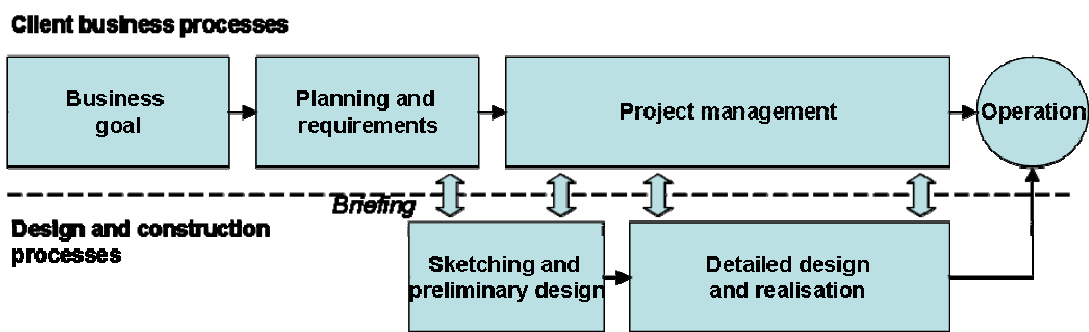 Client business processes
Business
goal
Planning and
requirements
Project management
Operation
Briefing
Design and construction
processes
Sketching and
preliminary design
Detailed design
and realisation